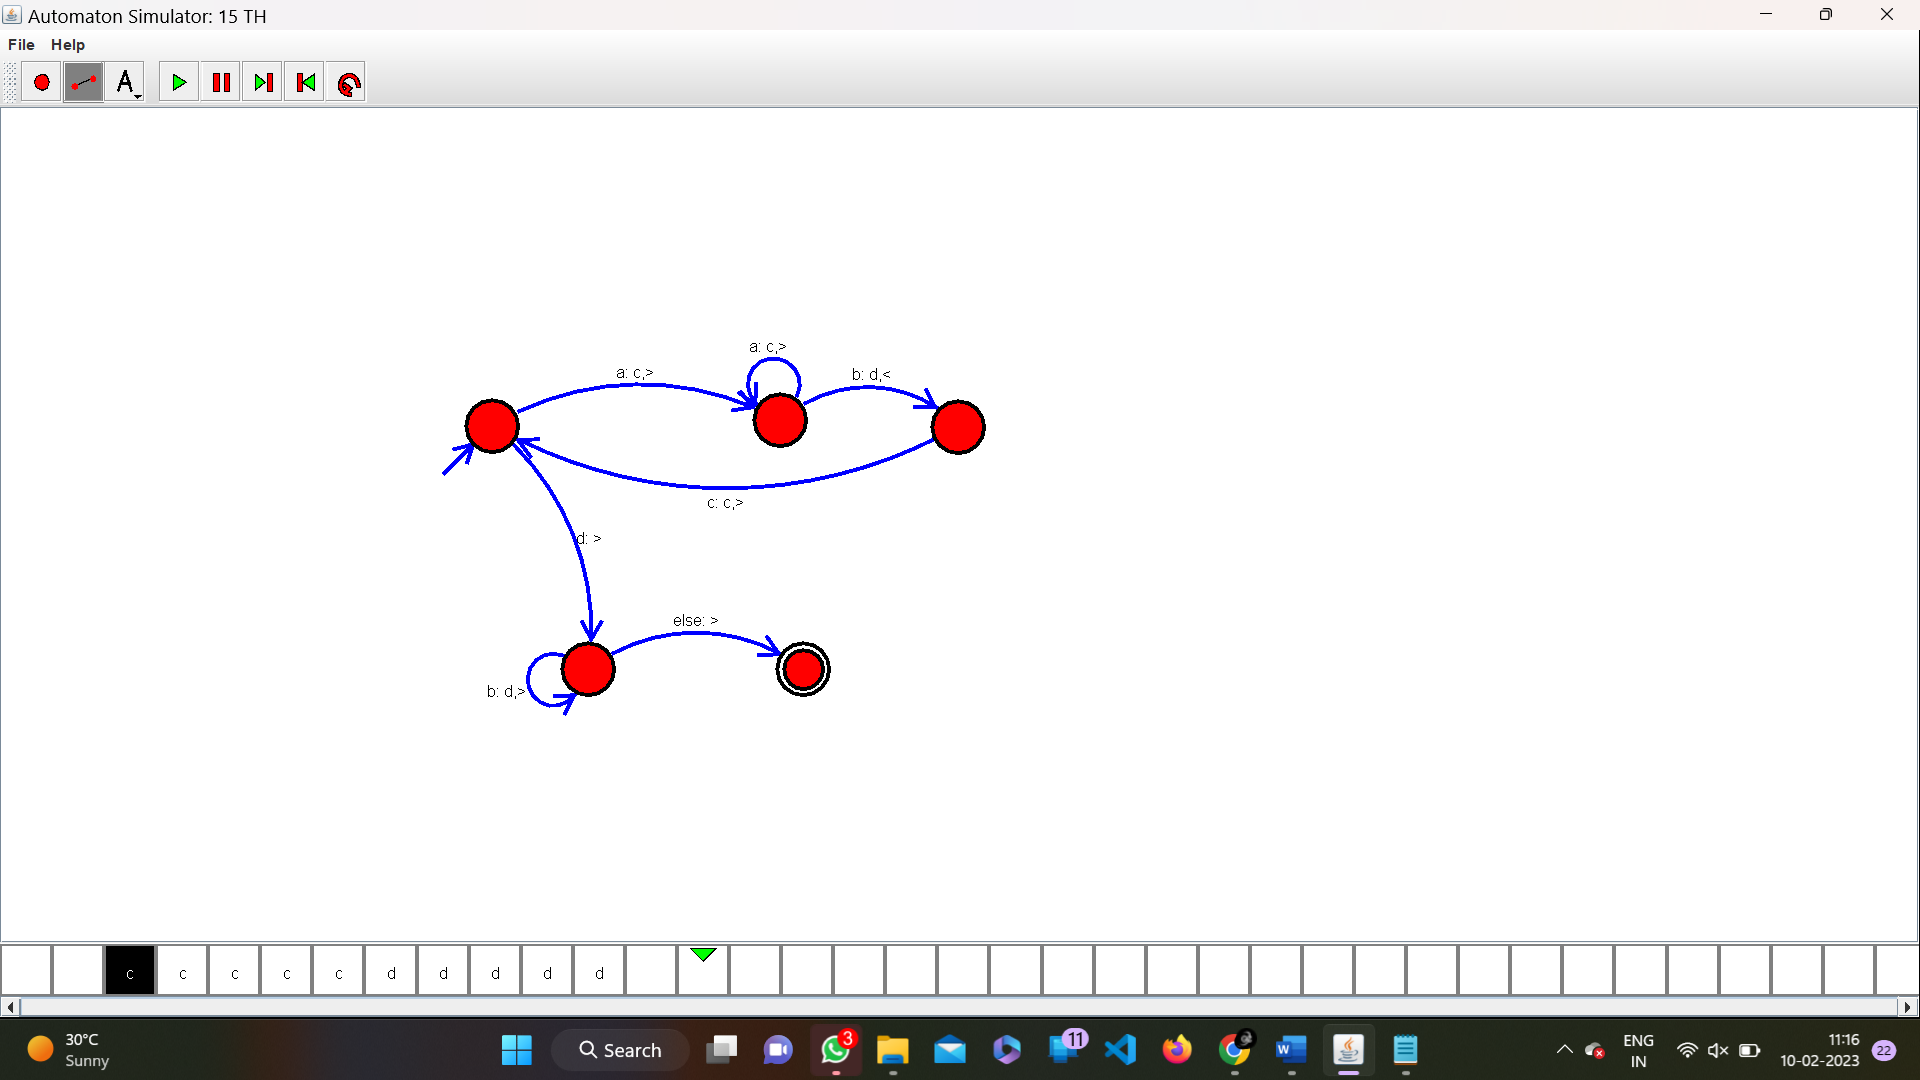 Automaton Simulator: 15 TH
File Help
A
a: c,>
a: c,>
b: d,<
c: c,>
d: >
else: >
b: d,>
c c c c c d d d d d
30°C
Sunny
Search
3
11
W
ENG
IN
11:16
10-02-2023
22